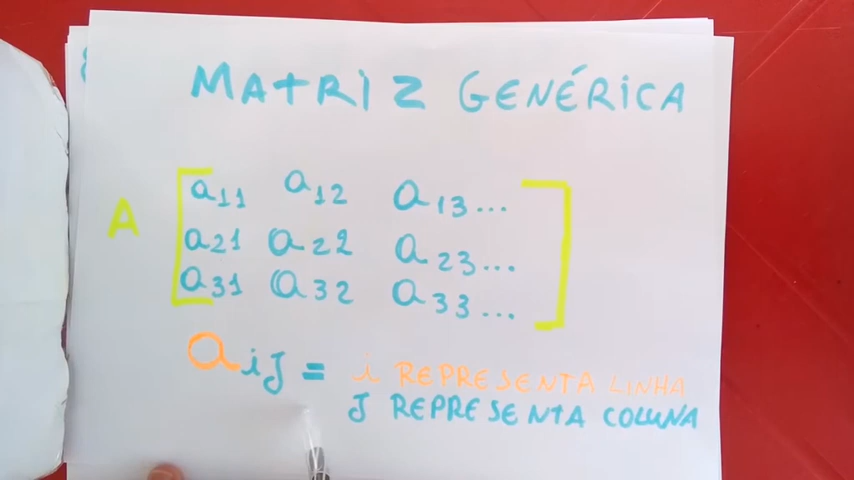 MATRIZ GENÉRICA
a11 a12 a13...
A a21 a22 a23...
a31 a32 a33...
aiJ = i REPRESENTA LINHA
J REPRESENTA COLUNA